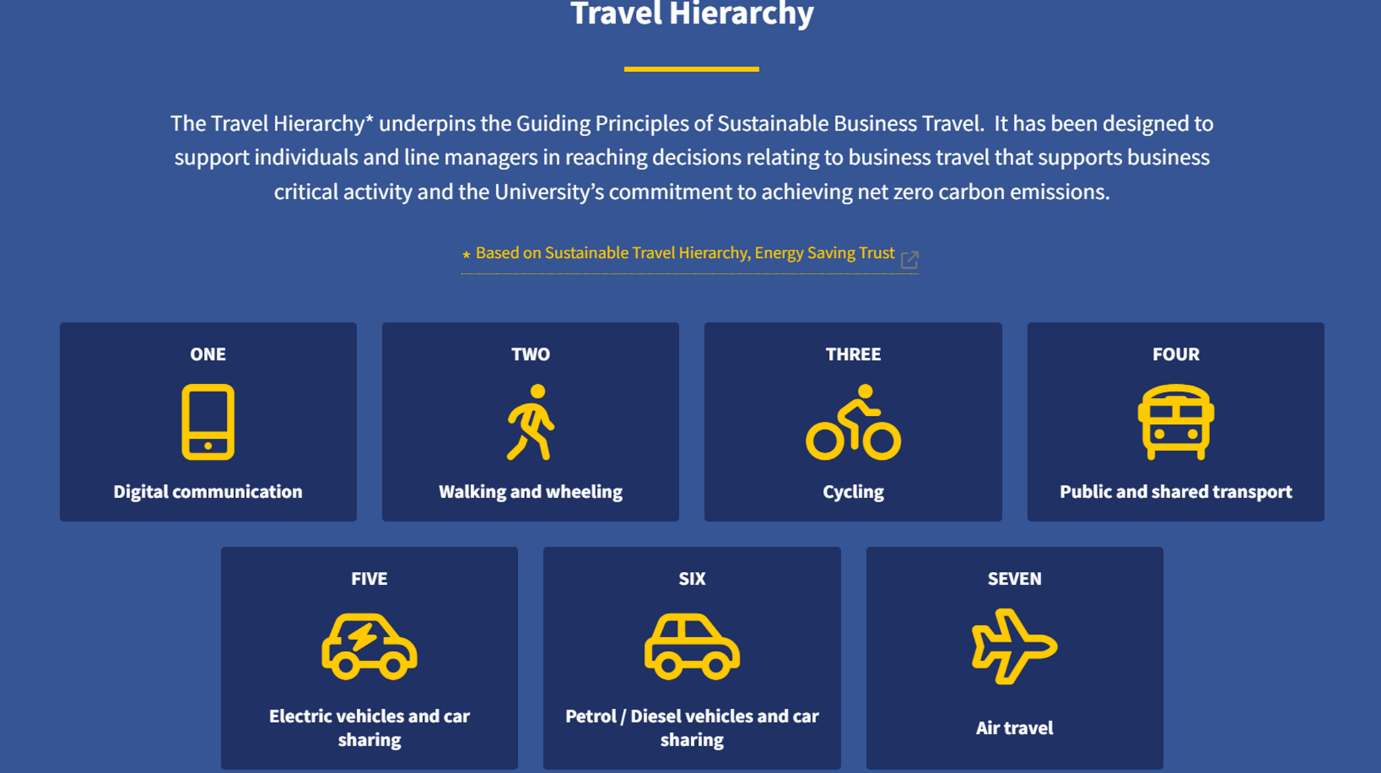 Travel Hierarchy
The Travel Hierarchy* underpins the Guiding Principles of Sustainable Business Travel.  It has been designed to
support individuals and line managers in reaching decisions relating to business travel that supports business
critical activity and the University’s commitment to achieving net zero carbon emissions.
* Based on Sustainable Travel Hierarchy, Energy Saving Trust
ONE
Digital communication
TWO
Walking and wheeling
THREE
Cycling
FOUR
Public and shared transport
FIVE
Electric vehicles and car
sharing
SIX
Petrol / Diesel vehicles and car
sharing
SEVEN
Air travel